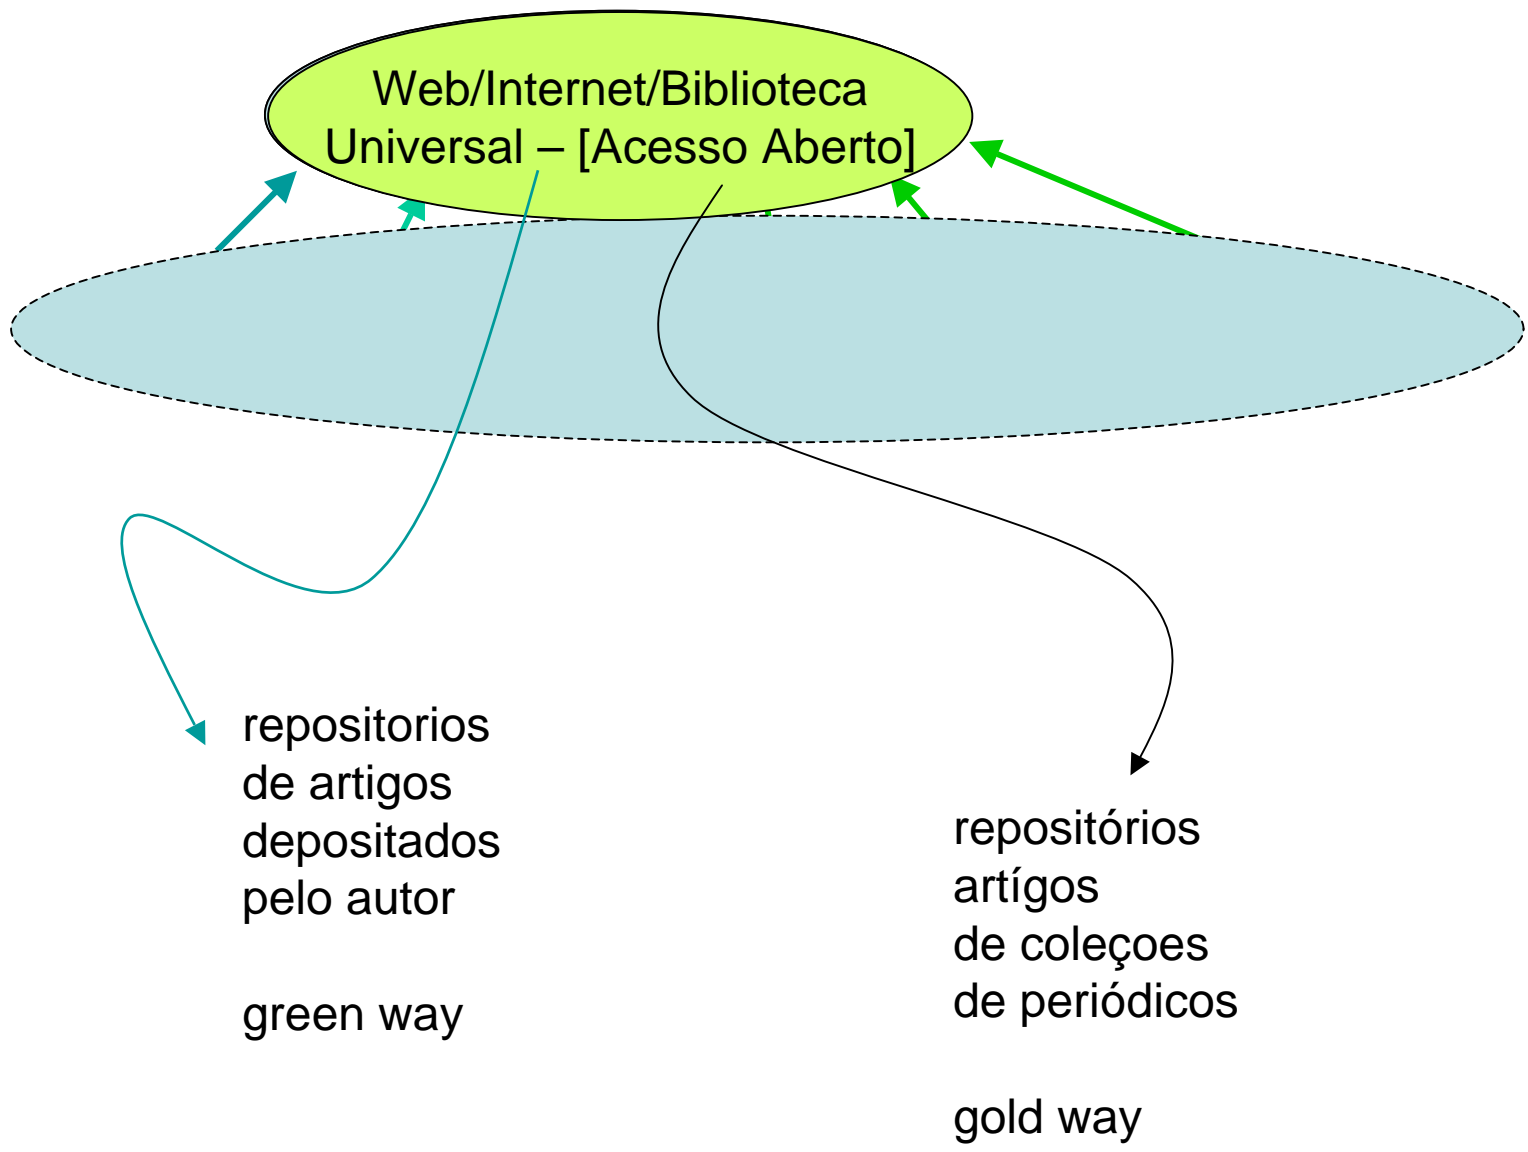 Web/Internet/Biblioteca
Universal – [Acesso Aberto]
repositorios
de artigos
depositados
pelo autor
green way
repositórios
artígos
de coleçoes
de periódicos
gold way